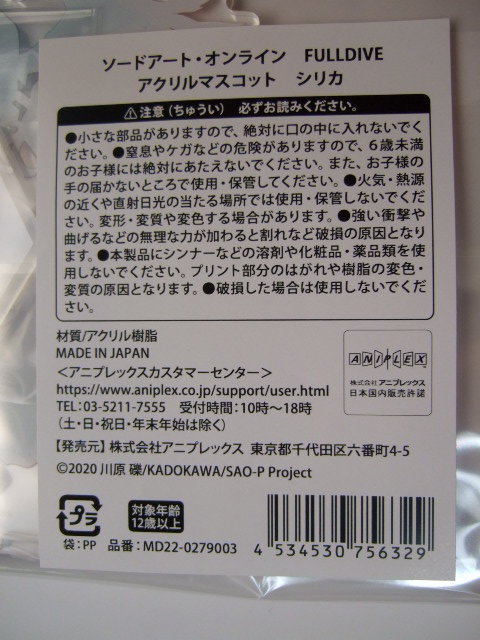 ソードアート・オンライン FULLDIVE
アクリルマスコット シリカ
⚠注意（ちゅうい） 必ずお読みください。
●小さな部品がありますので、絶対に口の中に入れないでく
ださい。●窒息やケガなどの危険がありますので、６歳未満
のお子様には絶対にあたえないでください。また、お子様の
手の届かないところで使用・保管してください。●火気・熱源
の近くや直射日光の当たる場所では使用・保管しないでくだ
さい。変形・変質や変色する場合があります。●強い衝撃や
曲げるなどの無理な力が加わると割れなど破損の原因となり
ます。●本製品にシンナーなどの溶剤や化粧品・薬品類を使
用しないでください。プリント部分のはがれや樹脂の変色・
変質の原因となります。●破損した場合は使用しないでくだ
さい。
材質/アクリル樹脂
MADE IN JAPAN
＜アニプレックスカスタマーセンター＞
https://www.aniplex.co.jp/support/user.html
TEL：03-5211-7555 受付時間：10時～18時
（土・日・祝日・年末年始は除く）
ANIPLEX
株式会社 アニプレックス
日本国内販売許諾
【発売元】株式会社アニプレックス 東京都千代田区六番町4-5
©2020 川原 礫/KADOKAWA/SAO-P Project
プラ
袋：PP
対象年齢
12歳以上
品番：MD22-0279003
4 534530 756329